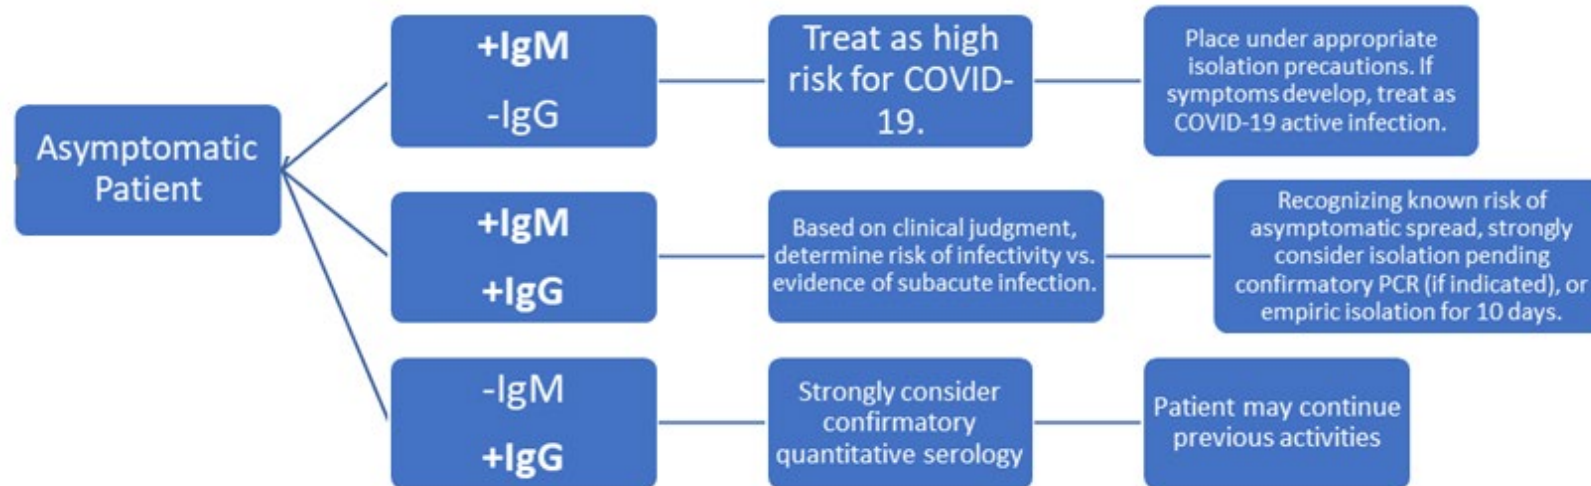 Asymptomatic
Patient
+IgM
-IgG
Treat as high
risk for COVID-
19.
Place under appropriate
isolation precautions. If
symptoms develop, treat as
COVID-19 active infection.
+IgM
+IgG
Based on clinical judgment,
determine risk of infectivity vs.
evidence of subacute infection.
Recognizing known risk of
asymptomatic spread, strongly
consider isolation pending
confirmatory PCR (if indicated), or
empiric isolation for 10 days.
-IgM
+IgG
Strongly consider
confirmatory
quantitative serology
Patient may continue
previous activities